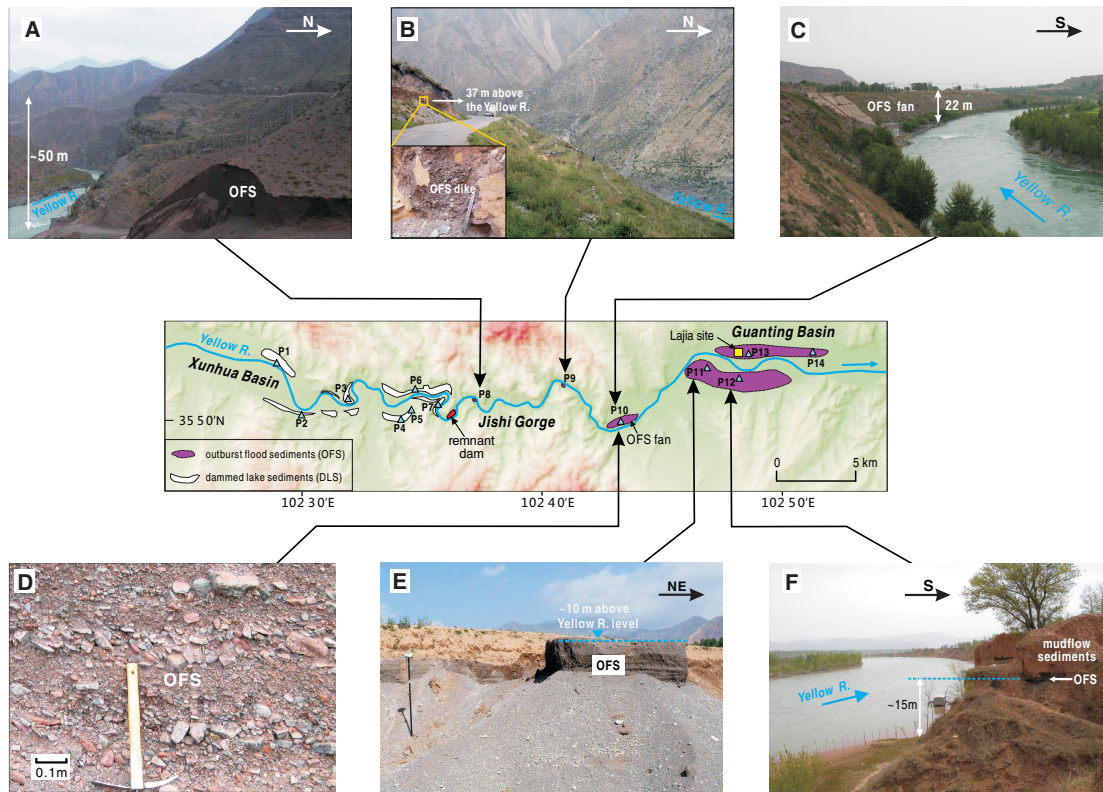 A
N
~50 m
Yellow R.
OFS
B
N
37 m above
the Yellow R.
OFS dike
Yellow R.
C
S
OFS fan
22 m
Yellow R
Yellow R.
Xunhua Basin
P1
P2
P3
P4
P5
P6
P7
P8
P9
P10
P11
P12
P13
P14
Lajia site
Guanting Basin
Jishi Gorge
remnant
dam
OFS fan
35 50′N
outburst flood sediments (OFS)
dammed lake sediments (DLS)
0 5 km
102 30′E
102 40′E
102 50′E
D
OFS
0.1m
E
NE
~10 m above
Yellow R. level
OFS
F
S
mudflow
sediments
OFS
Yellow R.
~15m